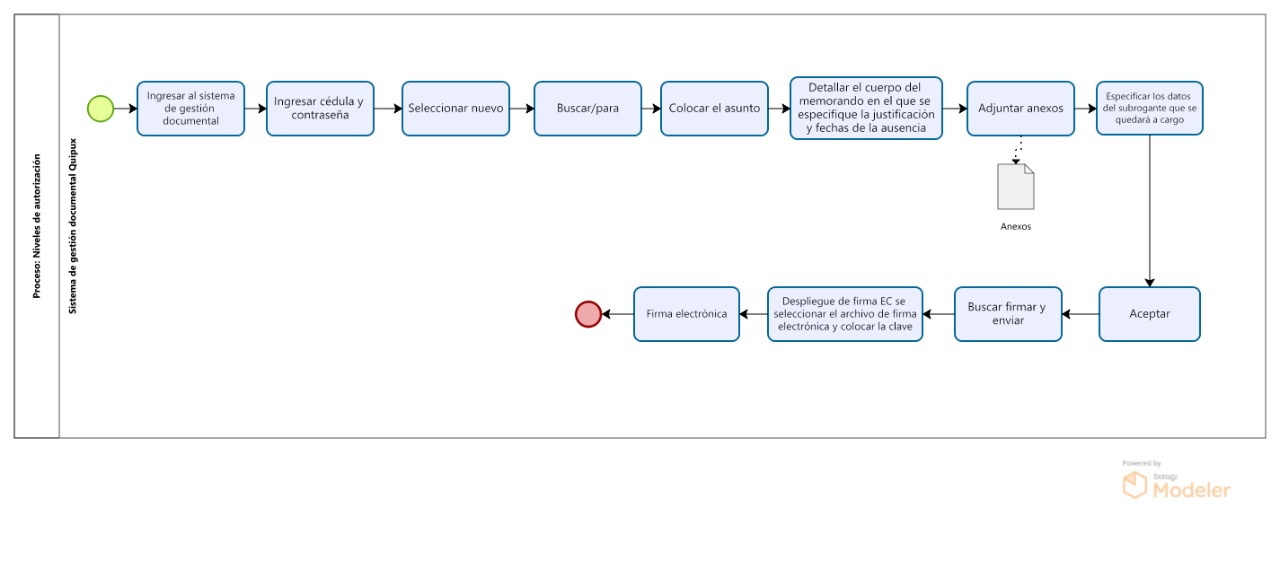 Proceso: Niveles de autorización
Sistema de gestión documental Quipux
Ingresar al sistema
de gestión
documental
Ingresar cédula y
contraseña
Seleccionar nuevo
Buscar/para
Colocar el asunto
Detallar el cuerpo del
memorando en el que se
especifique la justificación
y fechas de la ausencia
Adjuntar anexos
Especificar los datos
del subrogante que se
quedará a cargo
Anexos
Aceptar
Buscar firmar y
enviar
Despliegue de firma EC se
seleccionar el archivo de firma
electrónica y colocar la clave
Firma electrónica
Powered by
bizagi
Modeler